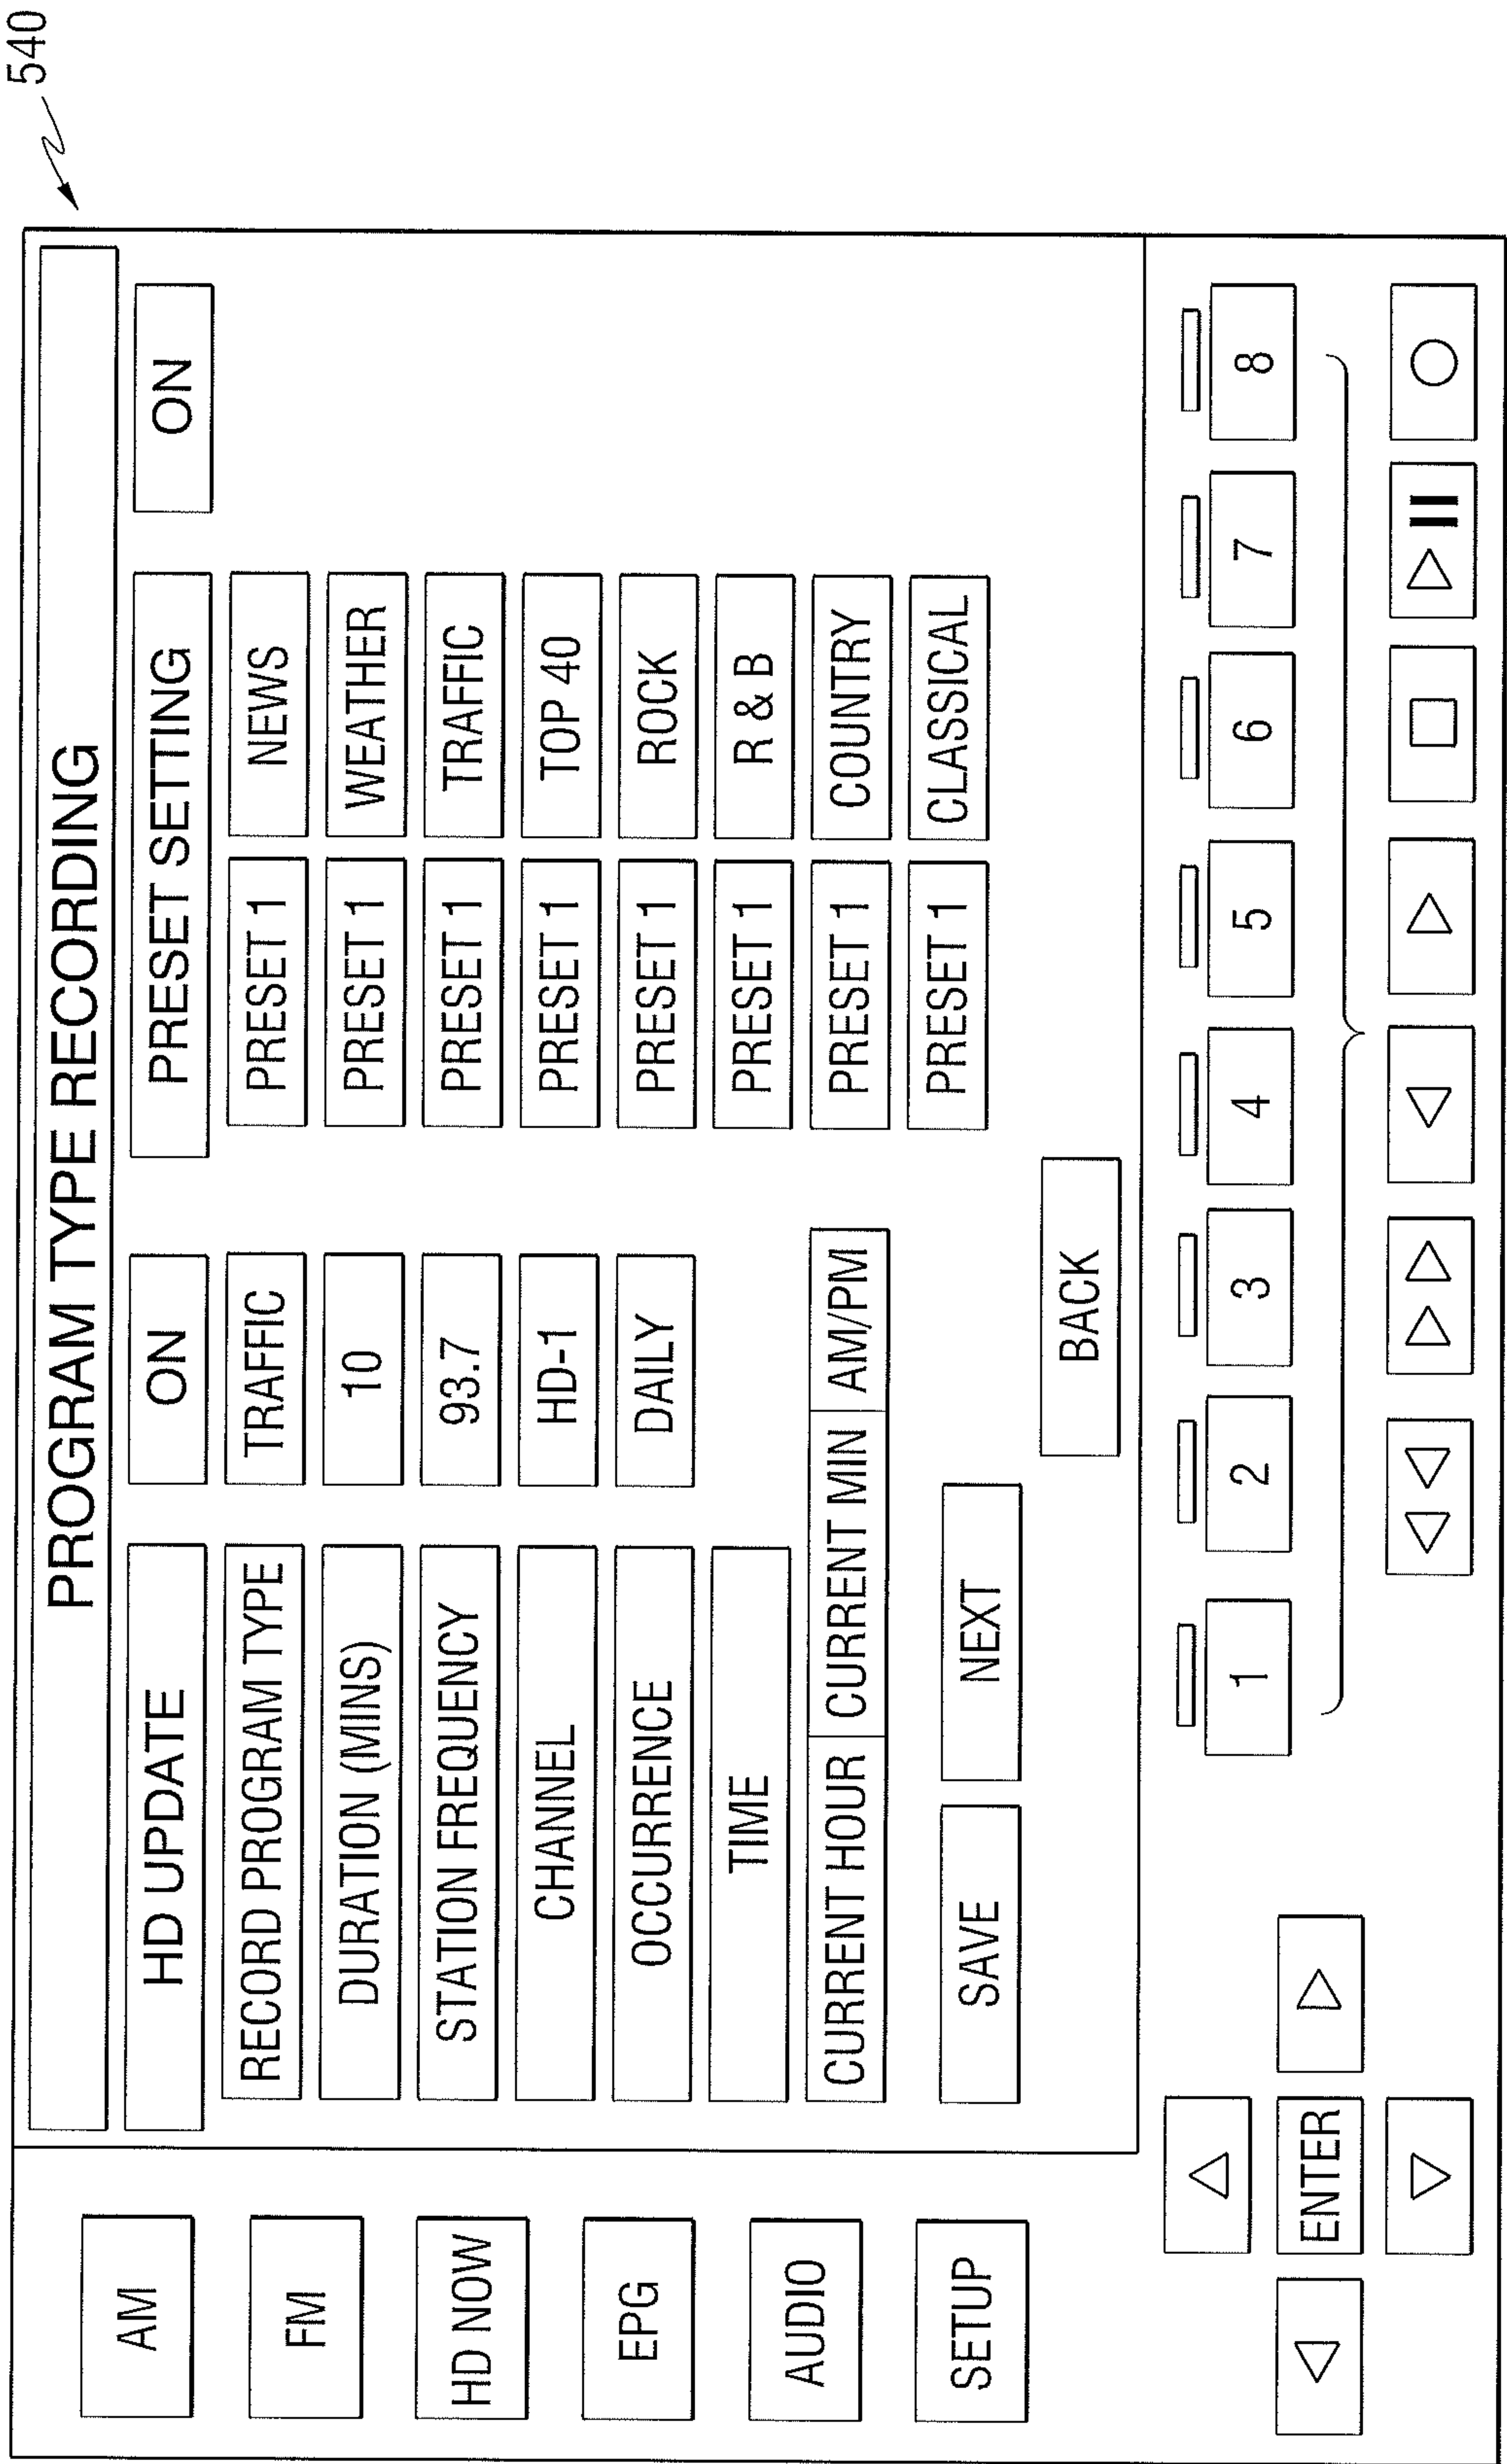 540
PROGRAM TYPE RECORDING
AM
FM
HD NOW
EPG
AUDIO
SETUP
HD UPDATE ON
RECORD PROGRAM TYPE TRAFFIC
DURATION (MINS) 10
STATION FREQUENCY 93.7
CHANNEL HD-1
OCCURRENCE DAILY
TIME
CURRENT HOUR CURRENT MIN AM/PM
SAVE NEXT BACK
PRESET SETTING ON
PRESET 1 NEWS
PRESET 1 WEATHER
PRESET 1 TRAFFIC
PRESET 1 TOP 40
PRESET 1 ROCK
PRESET 1 R & B
PRESET 1 COUNTRY
PRESET 1 CLASSICAL
ENTER
1 2 3 4 5 6 7 8